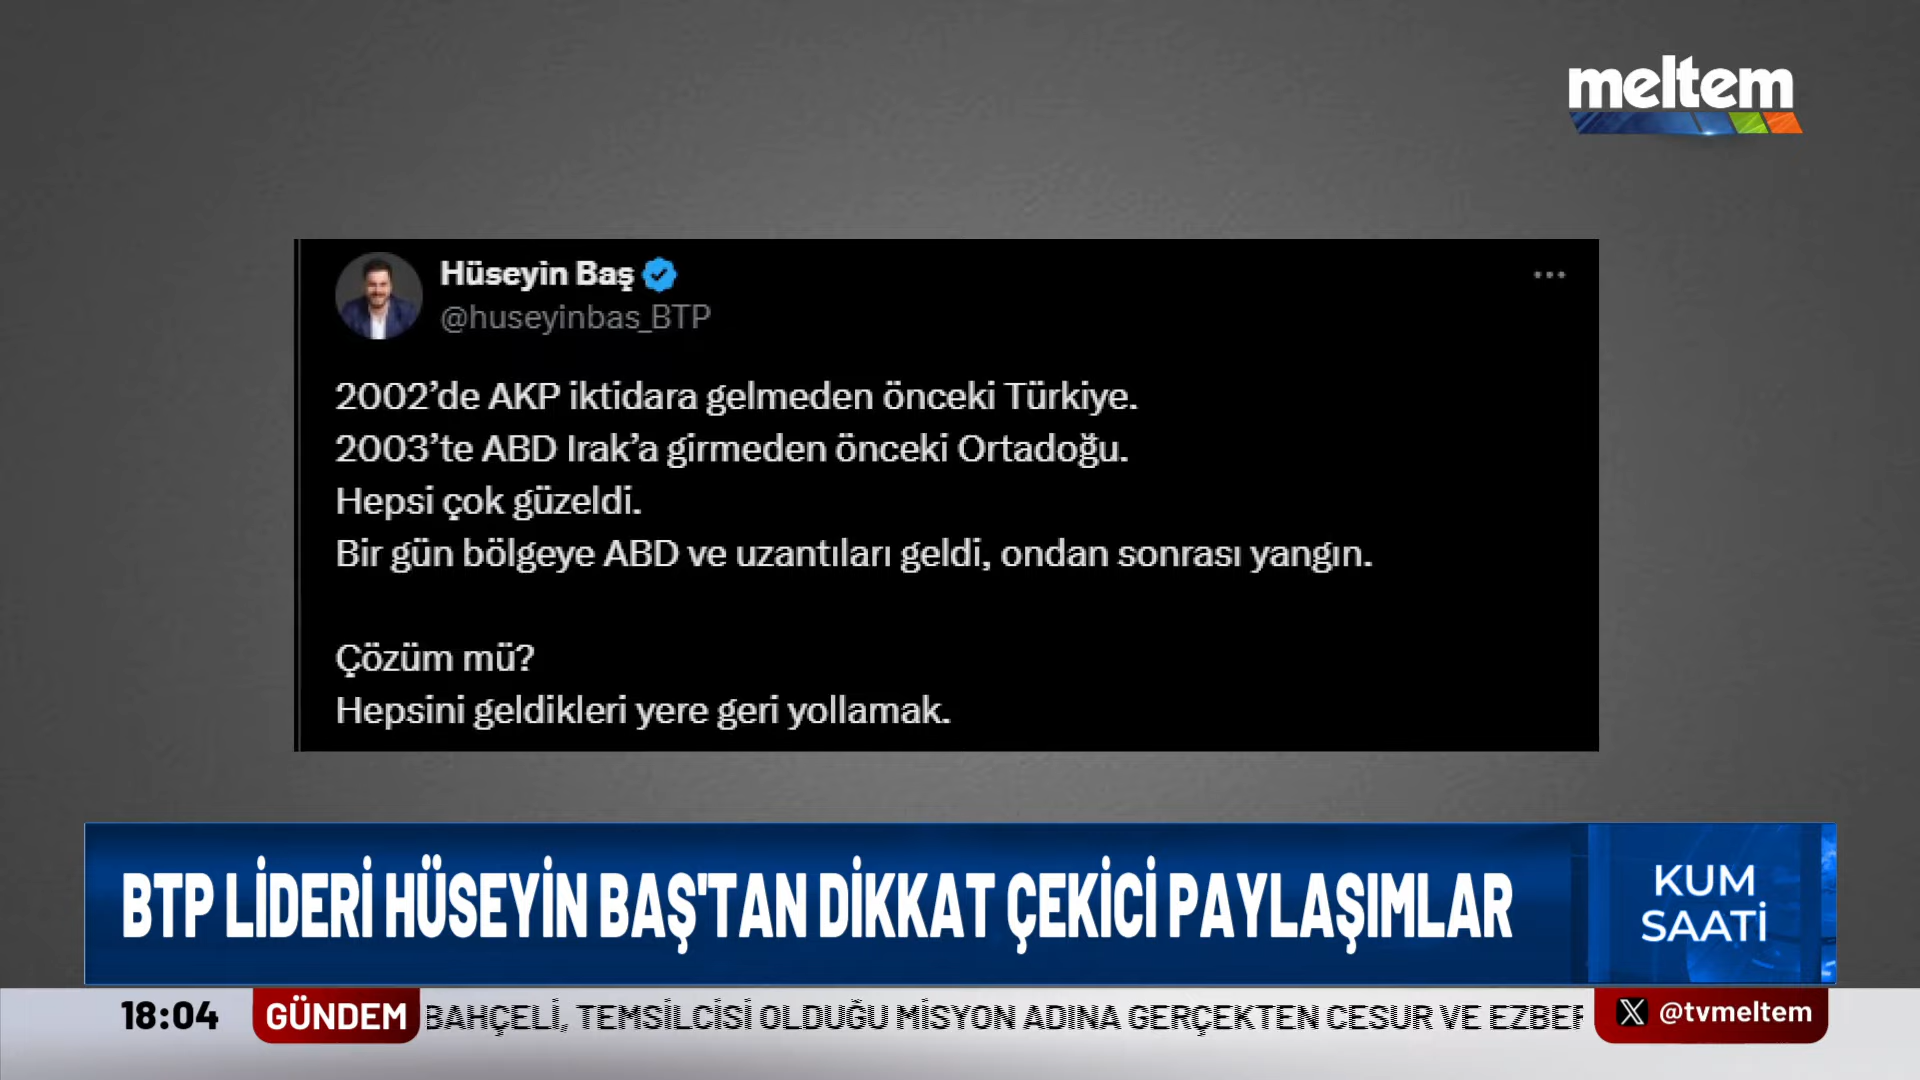 meltem
Hüseyin Baş
@huseyinbas_BTP
2002’de AKP iktidara gelmeden önceki Türkiye.
2003’te ABD Irak’a girmeden önceki Ortadoğu.
Hepsi çok güzeldi.
Bir gün bölgeye ABD ve uzantıları geldi, ondan sonrası yangın.
Çözüm mü?
Hepsini geldikleri yere geri yollamak.
BTP LİDERİ HÜSEYİN BAŞ'TAN DİKKAT ÇEKİCİ PAYLAŞIMLAR
KUM
SAATİ
18:04 GÜNDEM BAHÇELİ, TEMSİLCİSİ OLDUĞU MİSYON ADINA GERÇEKTEN CESUR VE @tvmeltem